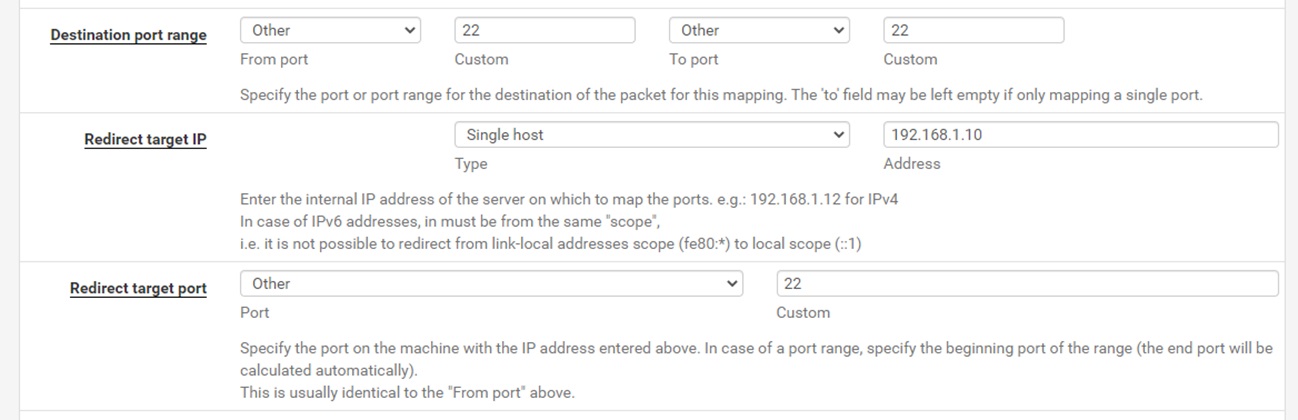 Destination port range
Other 22 Other 22
From port Custom To port Custom
Specify the port or port range for the destination of the packet for this mapping. The 'to' field may be left empty if only mapping a single port.
Redirect target IP
Single host 192.168.1.10
Type Address
Enter the internal IP address of the server on which to map the ports. e.g.: 192.168.1.12 for IPv4
In case of IPv6 addresses, in must be from the same "scope",
i.e. it is not possible to redirect from link-local addresses scope (fe80:*) to local scope (::1)
Redirect target port
Other 22
Port Custom
Specify the port on the machine with the IP address entered above. In case of a port range, specify the beginning port of the range (the end port will be
calculated automatically).
This is usually identical to the "From port" above.